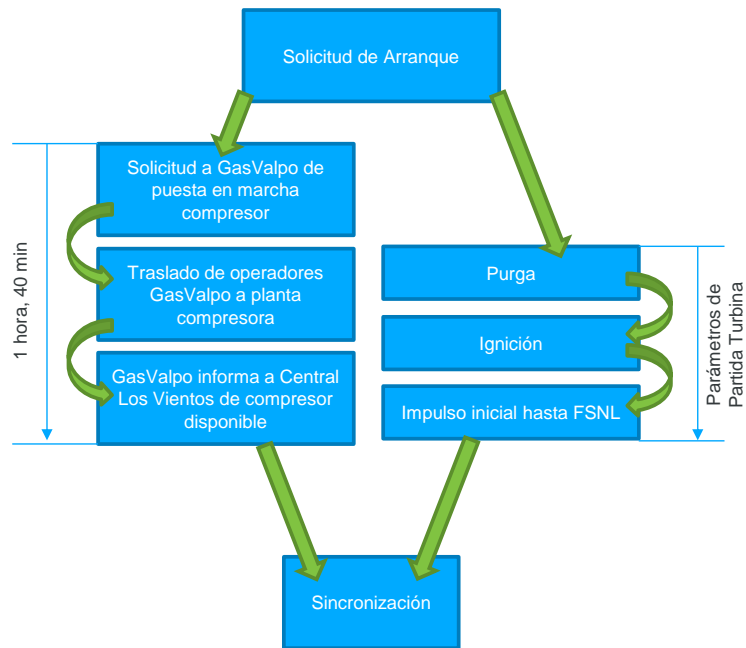 Solicitud de Arranque
1 hora, 40 min
Solicitud a GasValpo de
puesta en marcha
compresor
Traslado de operadores
GasValpo a planta
compresora
GasValpo informa a Central
Los Vientos de compresor
disponible
Purga
Ignición
Impulso inicial hasta FSNL
Parámetros de
Partida Turbina
Sincronización